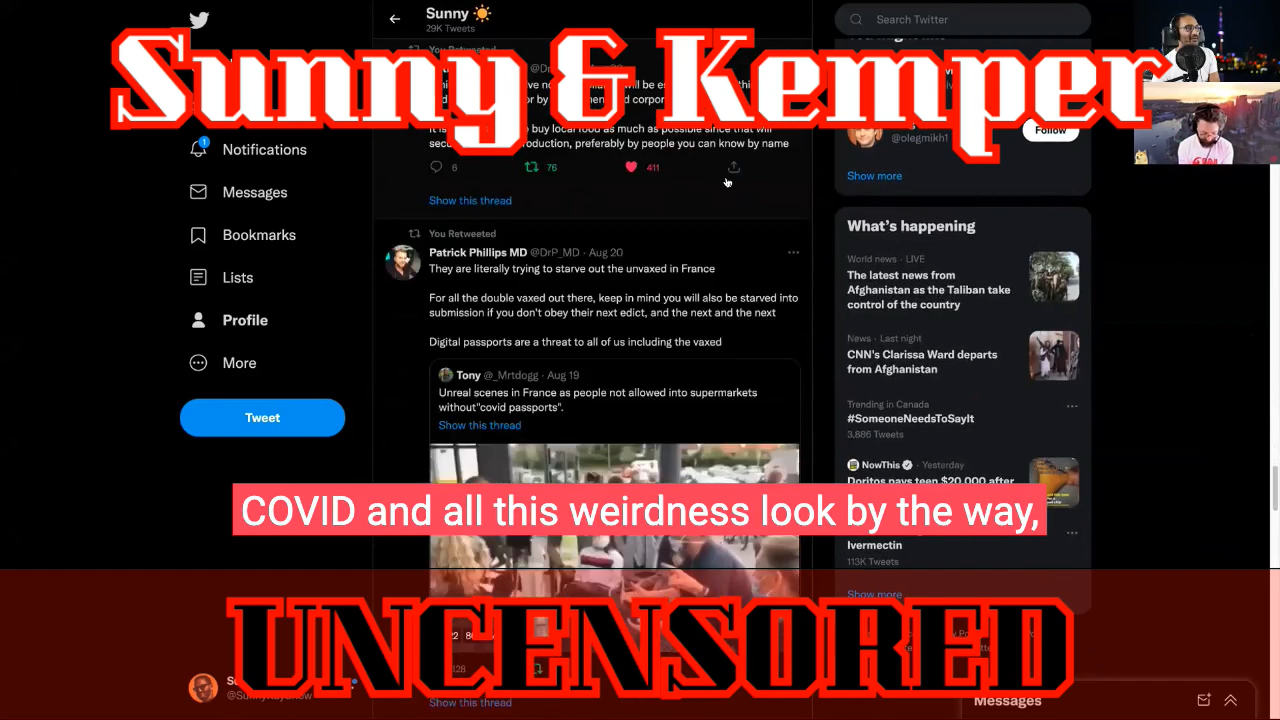 Sunny ☀️
29K Tweets
Search Twitter
Sunny & Kemper
You Retweeted
buy local food as much as possible since that will
production, preferably by people you can know by name
6
76
411
Show this thread
@olegmikh1
Follow
Show more
Notifications
1
Messages
Bookmarks
Lists
Profile
More
Tweet
You Retweeted
Patrick Phillips MD @DrP_MD · Aug 20
They are literally trying to starve out the unvaxed in France
For all the double vaxed out there, keep in mind you will also be starved into
submission if you don't obey their next edict, and the next and the next
Digital passports are a threat to all of us including the vaxed
Tony @_Mrtdogg · Aug 19
Unreal scenes in France as people not allowed into supermarkets
without"covid passports".
Show this thread
What's happening
World news · LIVE
The latest news from
Afghanistan as the Taliban take
control of the country
News · Last night
CNN's Clarissa Ward departs
from Afghanistan
Trending in Canada
#SomeoneNeedsToSayIt
3,886 Tweets
NowThis · Yesterday
Doritos pays teen $20,000 after
COVID and all this weirdness look by the way,
Ivermectin
113K Tweets
Show more
UNCENSORED
128
Show this thread
Messages